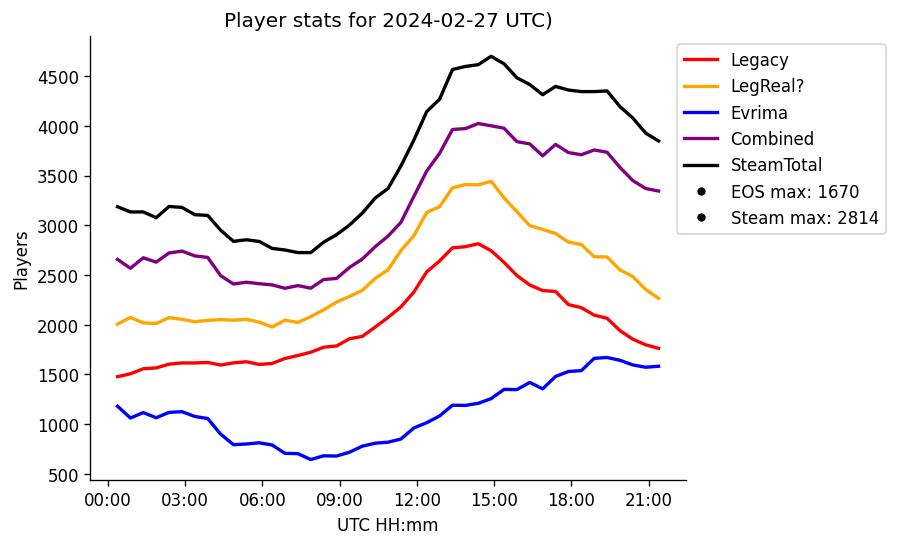 Player stats for 2024-02-27 UTC)
Legacy
LegReal?
Evrima
Combined
SteamTotal
EOS max: 1670
Steam max: 2814
Players
4500
4000
3500
3000
2500
2000
1500
1000
500
00:00 03:00 06:00 09:00 12:00 15:00 18:00 21:00
UTC HH:mm